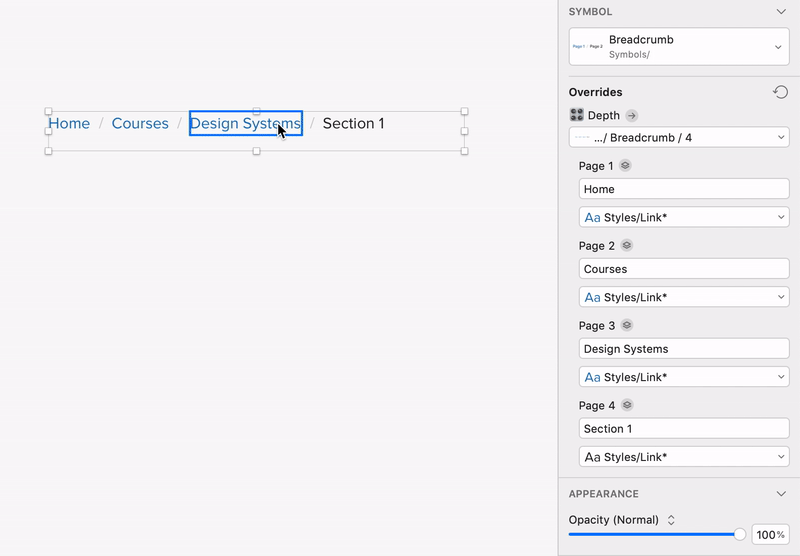 Home / Courses / Design Systems / Section 1
SYMBOL
Page 1 / Page 2
Breadcrumb
Symbols/
Overrides
Depth
.../ Breadcrumb / 4
Page 1
Home
Aa Styles/Link*
Page 2
Courses
Aa Styles/Link*
Page 3
Design Systems
Aa Styles/Link*
Page 4
Section 1
Aa Styles/Link*
APPEARANCE
Opacity (Normal)
100%